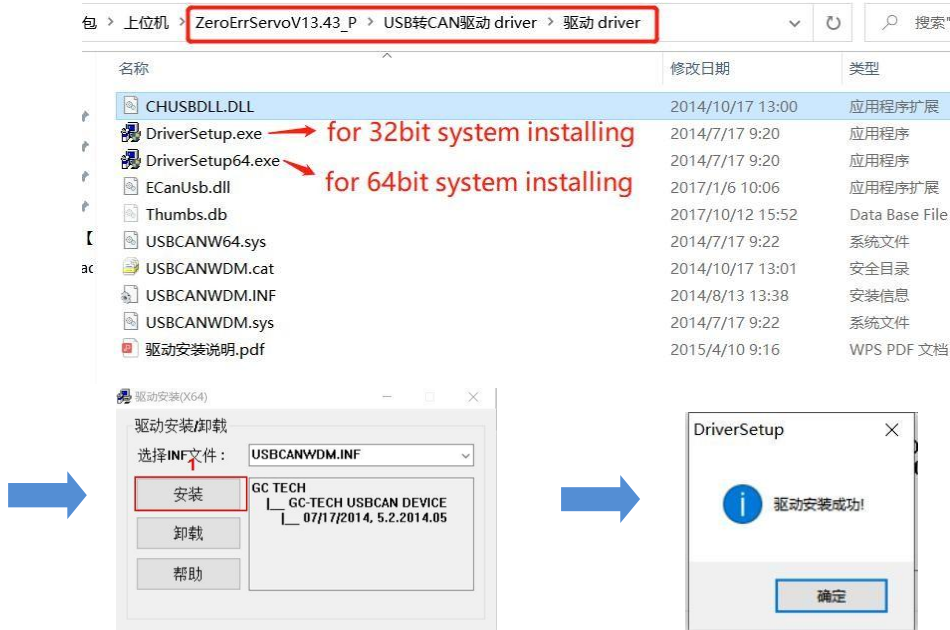 包 > 上位机 > ZeroErrServoV13.43_P > USB转CAN驱动 driver > 驱动 driver
搜索"
名称 修改日期 类型
CHUSBDLL.DLL 2014/10/17 13:00 应用程序扩展
DriverSetup.exe for 32bit system installing 2014/7/17 9:20 应用程序
DriverSetup64.exe 2014/7/17 9:20 应用程序
for 64bit system installing
ECanUsb.dll 2017/1/6 10:06 应用程序扩展
Thumbs.db 2017/10/12 15:52 Data Base File
USBCANW64.sys 2014/7/17 9:22 系统文件
USBCANWDM.cat 2014/10/17 13:01 安全目录
USBCANWDM.INF 2014/8/13 13:38 安装信息
USBCANWDM.sys 2014/7/17 9:22 系统文件
驱动安装说明.pdf 2015/4/10 9:16 WPS PDF 文档
驱动安装(X64)
驱动安装/卸载
选择INF文件： USBCANWDM.INF
1
安装
卸载
帮助
GC TECH
|__ GC-TECH USBCAN DEVICE
|__ 07/17/2014, 5.2.2014.05
DriverSetup
驱动安装成功!
确定